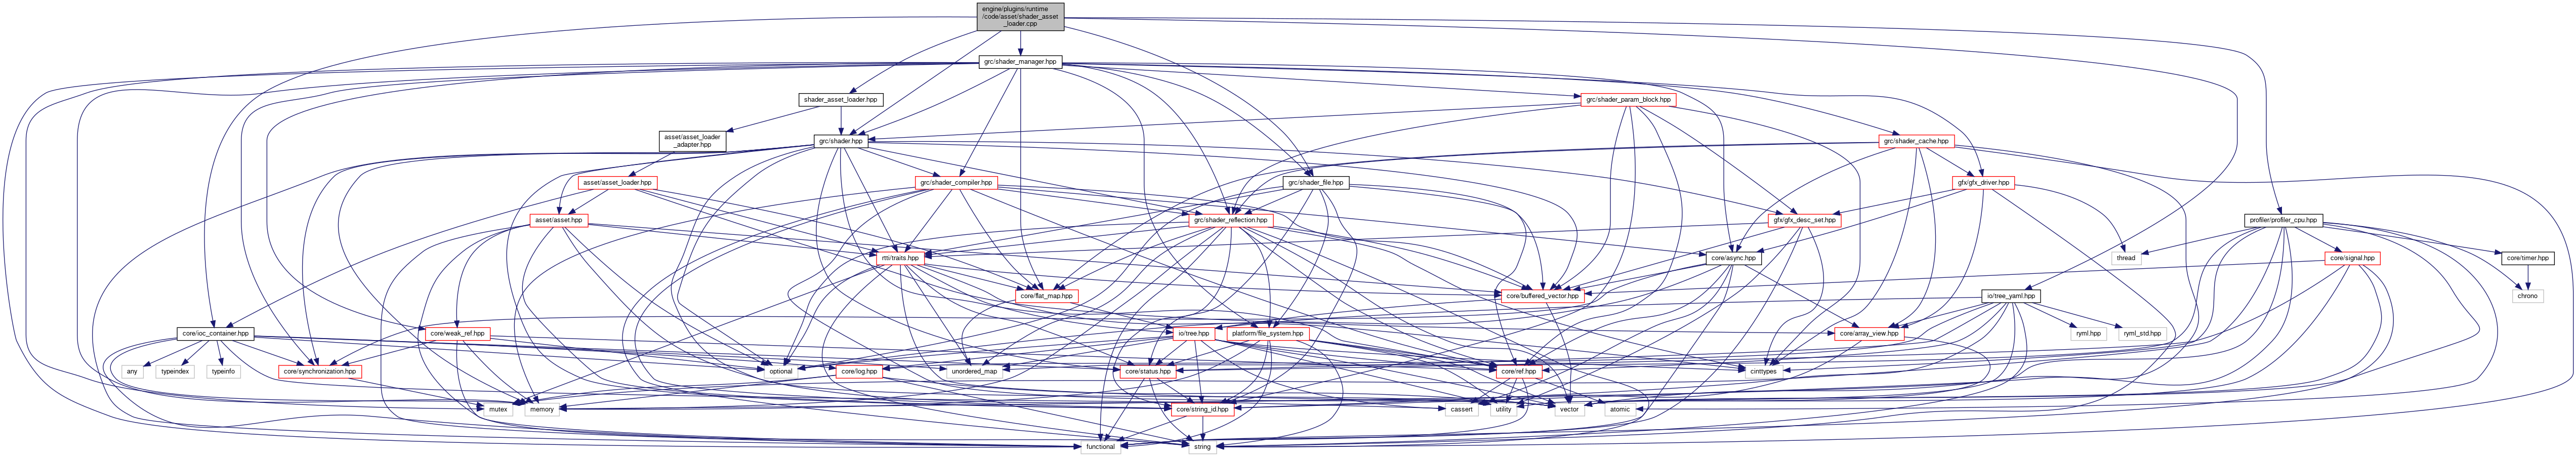 engine/plugins/runtime
/code/asset/shader_asset
_loader.cpp
grc/shader_manager.hpp
shader_asset_loader.hpp
grc/shader_param_block.hpp
asset/asset_loader
_adapter.hpp
grc/shader.hpp
grc/shader_cache.hpp
asset/asset_loader.hpp
grc/shader_compiler.hpp
grc/shader_file.hpp
gfx/gfx_driver.hpp
asset/asset.hpp
grc/shader_reflection.hpp
gfx/gfx_desc_set.hpp
profiler/profiler_cpu.hpp
rtti/traits.hpp
core/async.hpp
thread
core/signal.hpp
core/timer.hpp
core/flat_map.hpp
core/buffered_vector.hpp
io/tree_yaml.hpp
chrono
core/ioc_container.hpp
core/weak_ref.hpp
io/tree.hpp
platform/file_system.hpp
core/array_view.hpp
ryml.hpp
ryml_std.hpp
any
typeindex
typeinfo
core/synchronization.hpp
optional
core/log.hpp
unordered_map
core/status.hpp
core/ref.hpp
cinttypes
mutex
memory
core/string_id.hpp
cassert
utility
vector
atomic
functional
string